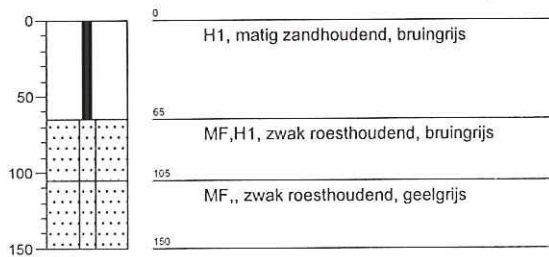 0
0
H1, matig zandhoudend, bruingrijs
50
65
MF,H1, zwak roesthoudend, bruingrijs
100
105
MF,, zwak roesthoudend, geelgrijs
150
150